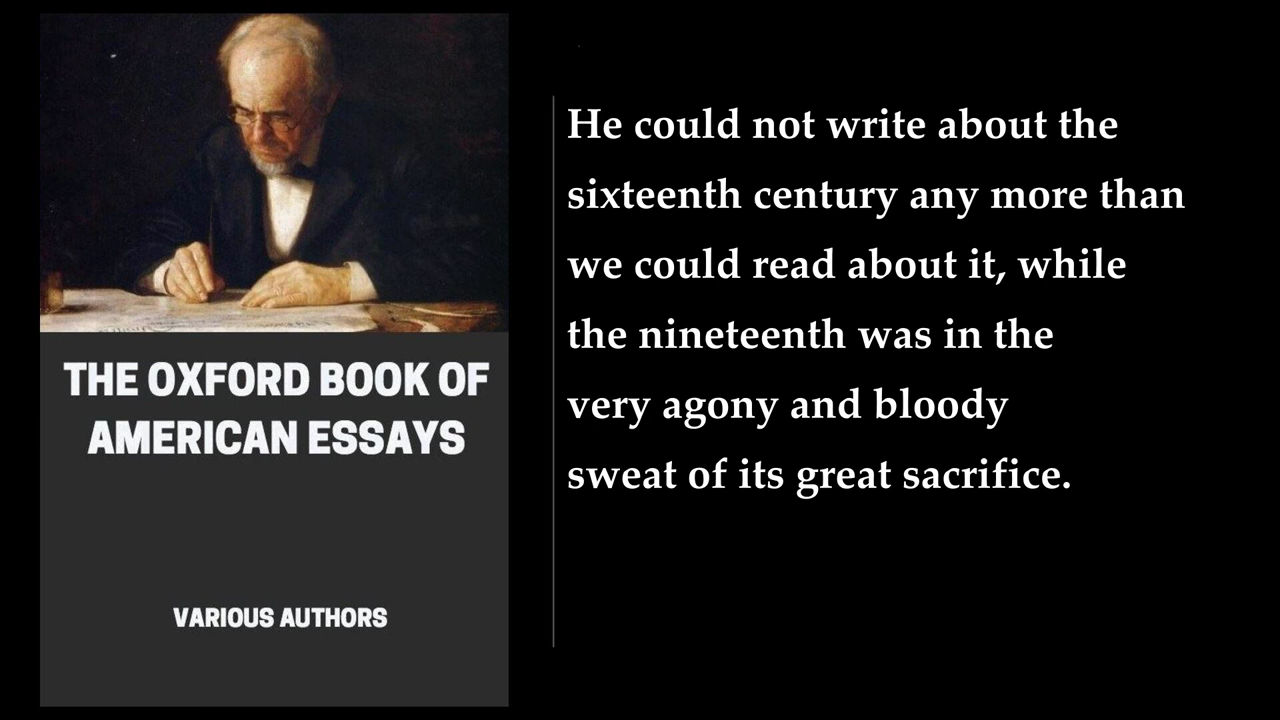 THE OXFORD BOOK OF
AMERICAN ESSAYS
VARIOUS AUTHORS
He could not write about the
sixteenth century any more than
we could read about it, while
the nineteenth was in the
very agony and bloody
sweat of its great sacrifice.